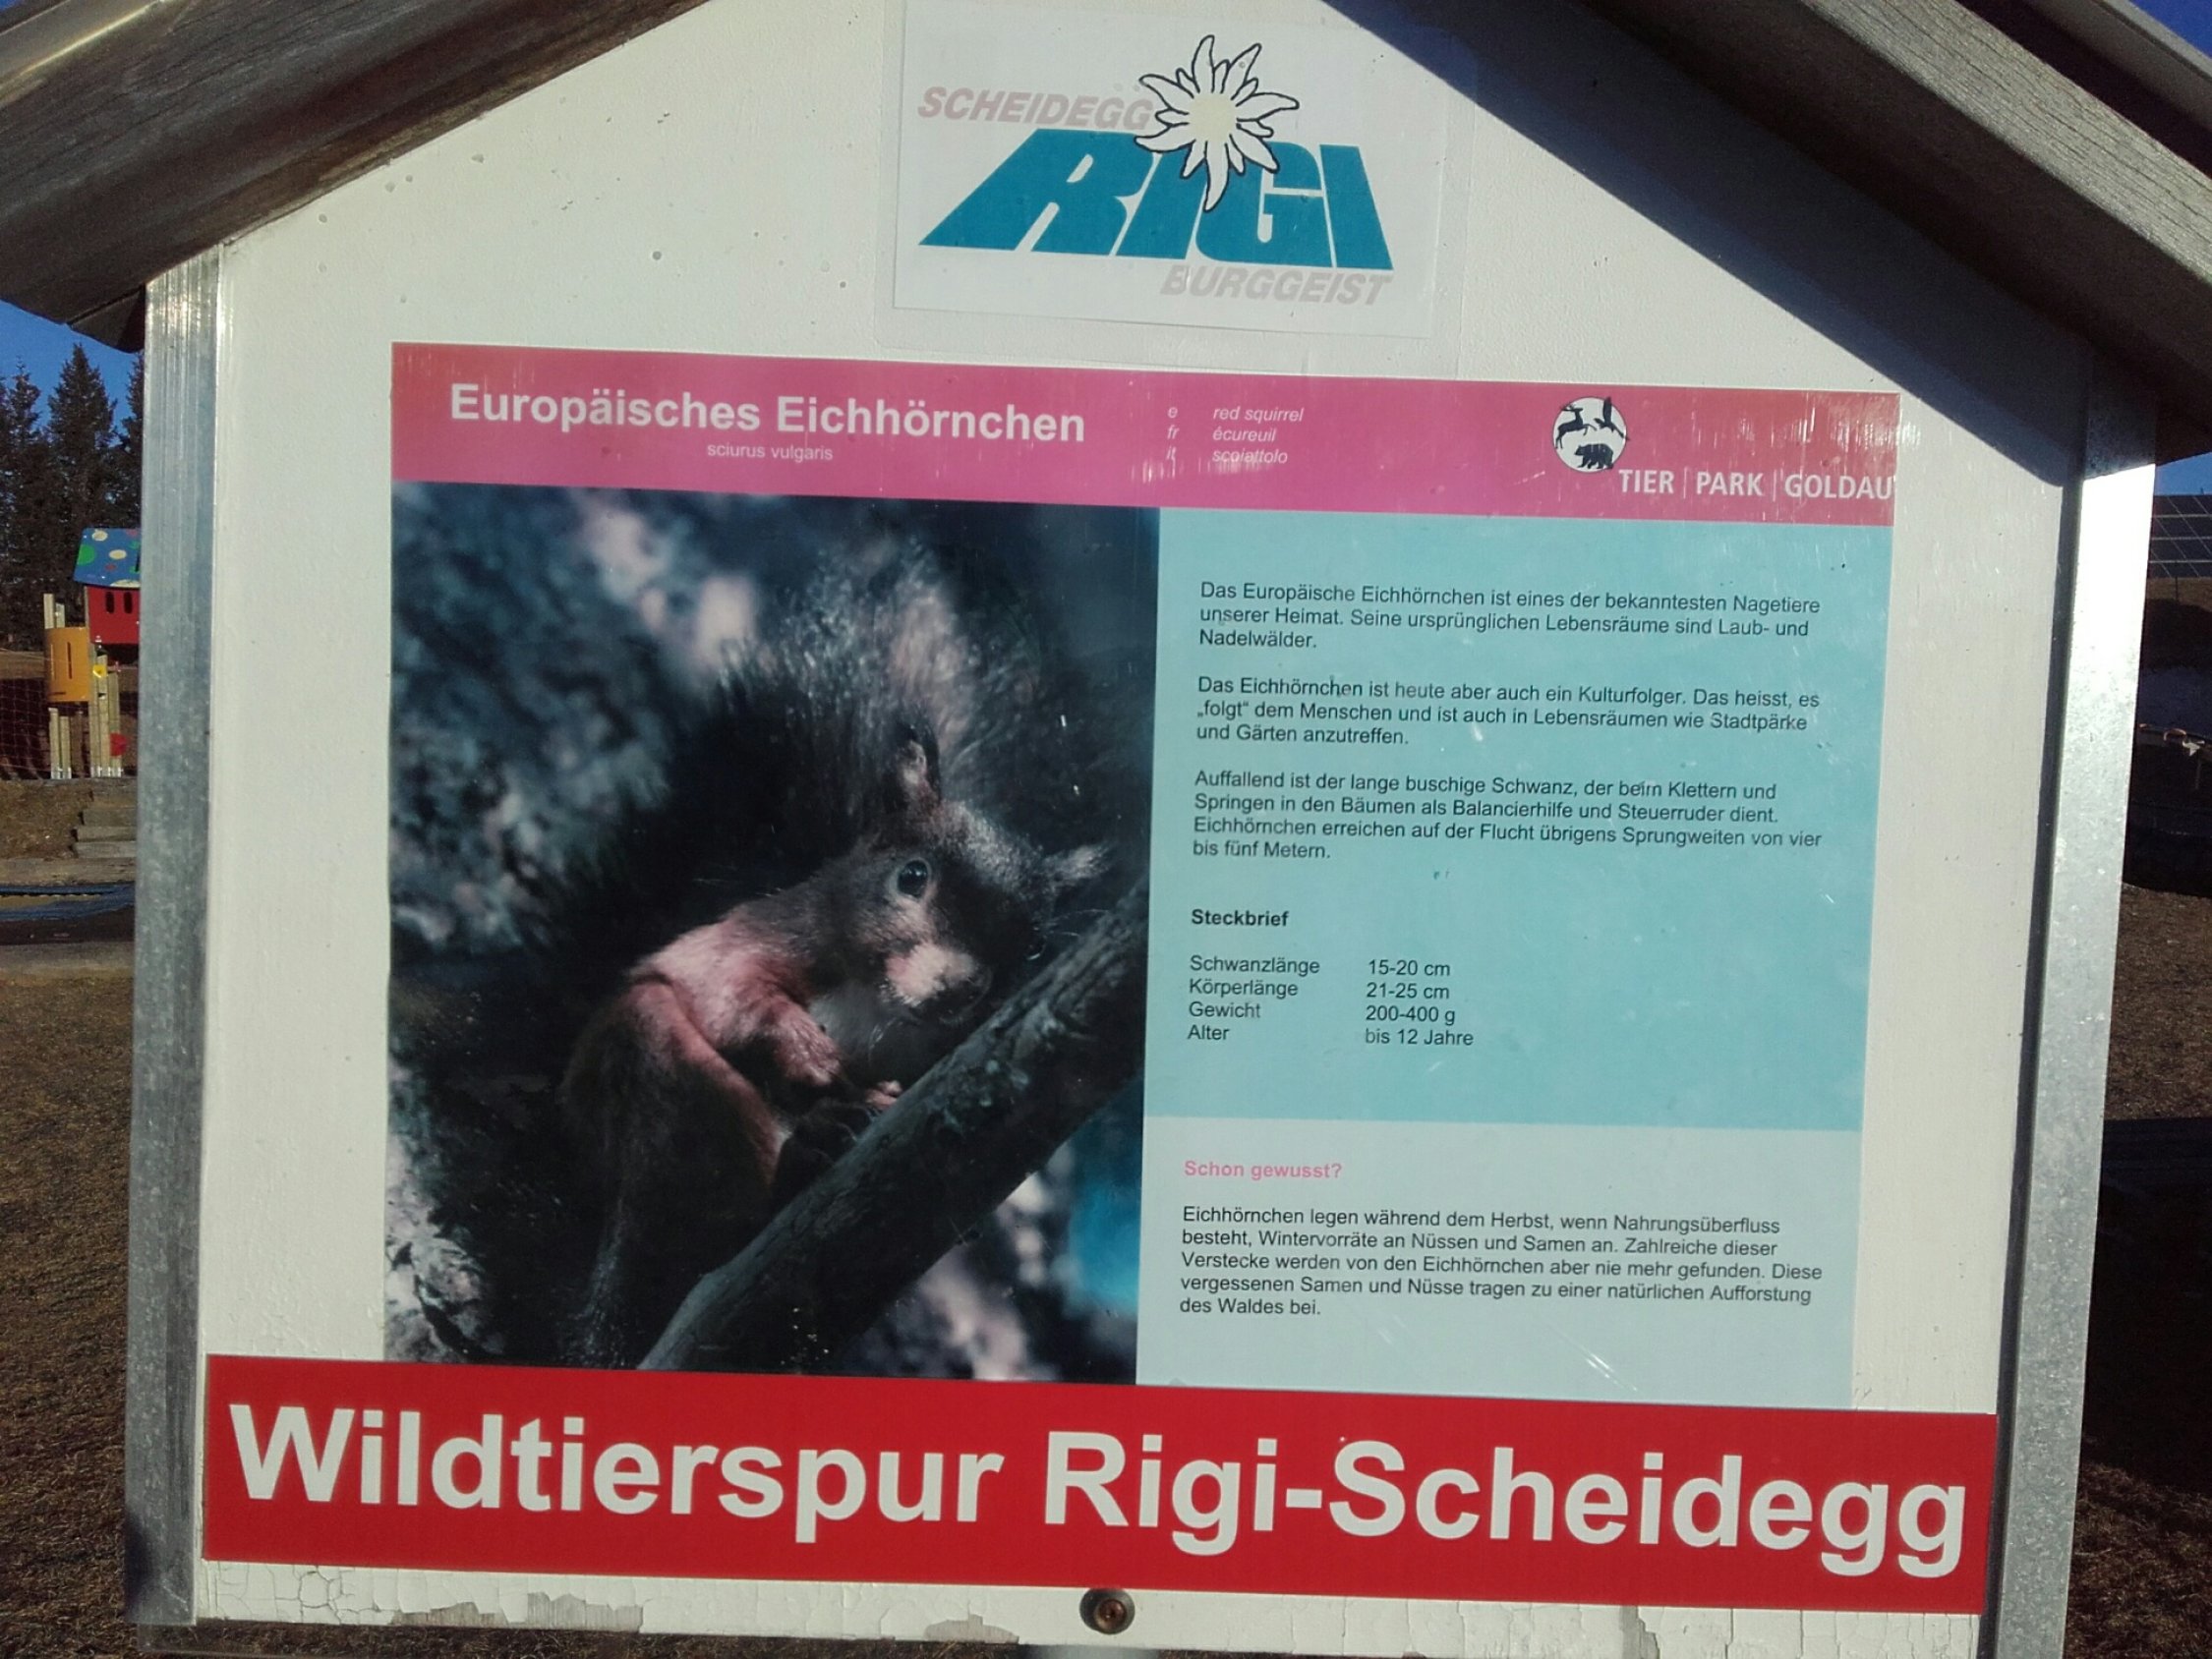 SCHEIDEGG
RIGI
BURGGEIST
Europäisches Eichhörnchen
sciurus vulgaris
e red squirrel
fr écureuil
it scoiattolo
TIER | PARK | GOLDAU
Das Europäische Eichhörnchen ist eines der bekanntesten Nagetiere
unserer Heimat. Seine ursprünglichen Lebensräume sind Laub- und
Nadelwälder.
Das Eichhörnchen ist heute aber auch ein Kulturfolger. Das heisst, es
„folgt“ dem Menschen und ist auch in Lebensräumen wie Stadtpärke
und Gärten anzutreffen.
Auffallend ist der lange buschige Schwanz, der beim Klettern und
Springen in den Bäumen als Balancierhilfe und Steuerruder dient.
Eichhörnchen erreichen auf der Flucht übrigens Sprungweiten von vier
bis fünf Metern.
Steckbrief
Schwanzlänge 15-20 cm
Körperlänge 21-25 cm
Gewicht 200-400 g
Alter bis 12 Jahre
Schon gewusst?
Eichhörnchen legen während dem Herbst, wenn Nahrungsüberfluss
besteht, Wintervorräte an Nüssen und Samen an. Zahlreiche dieser
Verstecke werden von den Eichhörnchen aber nie mehr gefunden. Diese
vergessenen Samen und Nüsse tragen zu einer natürlichen Aufforstung
des Waldes bei.
Wildtierspur Rigi-Scheidegg